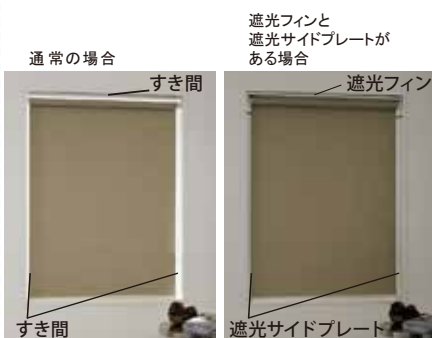 通常の場合
すき間
すき間
遮光フィンと
遮光サイドプレートが
ある場合
遮光フィン
遮光サイドプレート